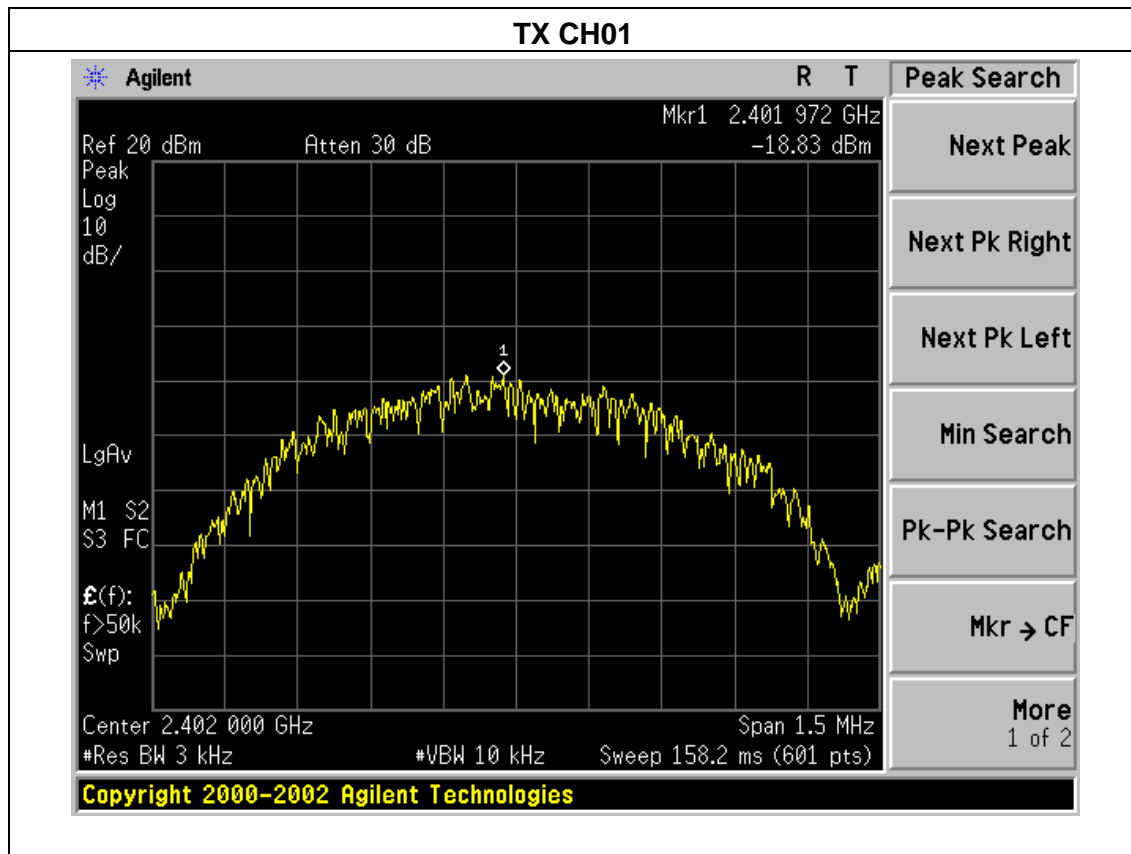 TX CH01
Agilent R T Peak Search
Mkr1 2.401 972 GHz
Ref 20 dBm Atten 30 dB -18.83 dBm
Peak
Log
10
dB/
1
LgAv
M1 S2
S3 FC
£(f):
f>50k
Swp
Center 2.402 000 GHz Span 1.5 MHz
#Res BW 3 kHz #VBW 10 kHz Sweep 158.2 ms (601 pts)
Next Peak
Next Pk Right
Next Pk Left
Min Search
Pk-Pk Search
Mkr → CF
More
1 of 2
Copyright 2000-2002 Agilent Technologies